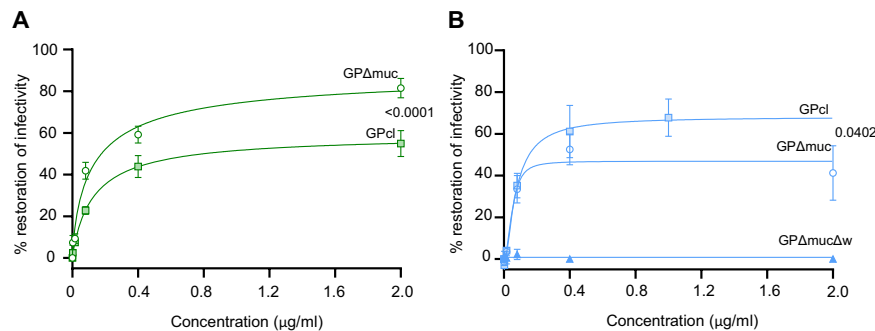 A
% restoration of infectivity
100
80
60
40
20
0
GPΔmuc
<0.0001
GPcl
0
0.4
0.8
1.2
1.6
2.0
Concentration (μg/ml)
B
% restoration of infectivity
100
80
60
40
20
0
GPcl
0.0402
GPΔmuc
GPΔmucΔw
0
0.4
0.8
1.2
1.6
2.0
Concentration (μg/ml)